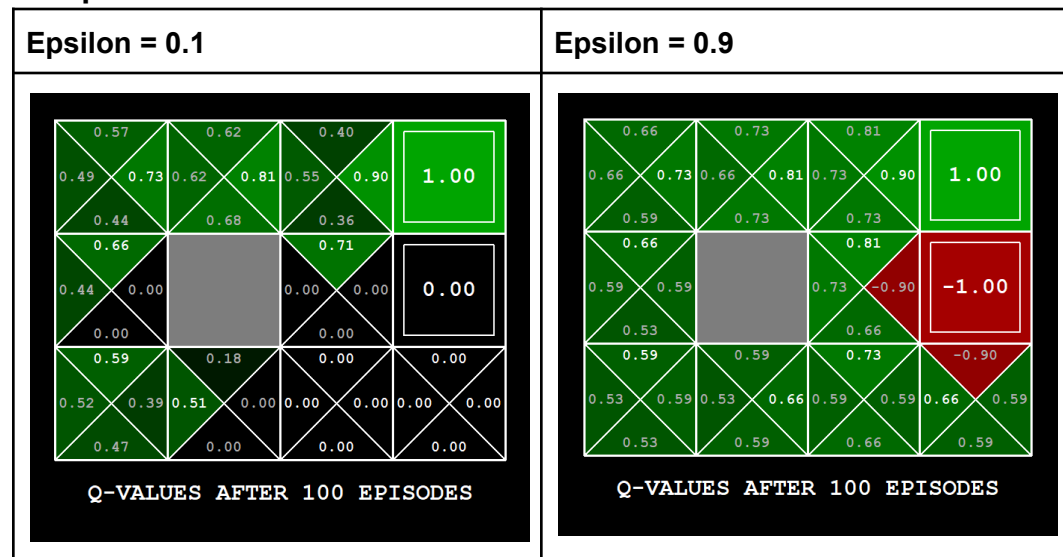 Epsilon = 0.1
Epsilon = 0.9
0.57 0.62 0.40
0.49 0.73 0.62 0.81 0.55 0.90 1.00
0.44 0.68 0.36
0.66 0.71
0.44 0.00 0.00 0.00 0.00
0.00 0.00
0.59 0.18 0.00 0.00
0.52 0.39 0.51 0.00 0.00 0.00 0.00 0.00
0.47 0.00 0.00 0.00
Q-VALUES AFTER 100 EPISODES
0.66 0.73 0.81
0.66 0.73 0.66 0.81 0.73 0.90 1.00
0.59 0.73 0.73
0.66 0.81
0.59 0.59 0.73 -0.90 -1.00
0.53 0.66
0.59 0.59 0.73 -0.90
0.53 0.59 0.53 0.66 0.59 0.59 0.66 0.59
0.53 0.59 0.66 0.59
Q-VALUES AFTER 100 EPISODES